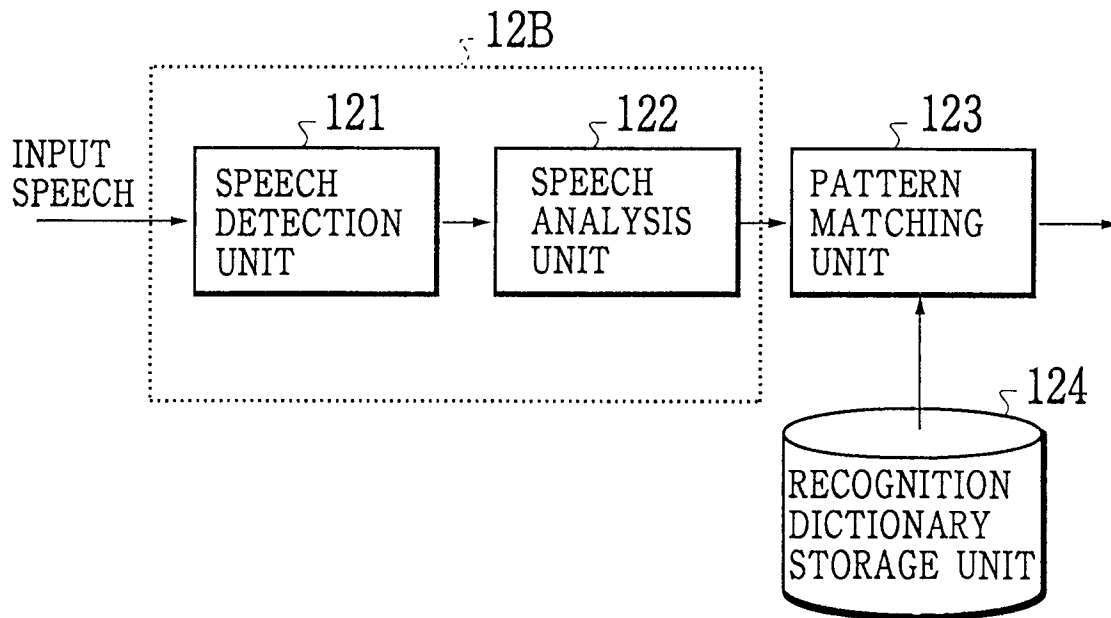 12B
121
122
123
INPUT
SPEECH
SPEECH
DETECTION
UNIT
SPEECH
ANALYSIS
UNIT
PATTERN
MATCHING
UNIT
124
RECOGNITION
DICTIONARY
STORAGE UNIT